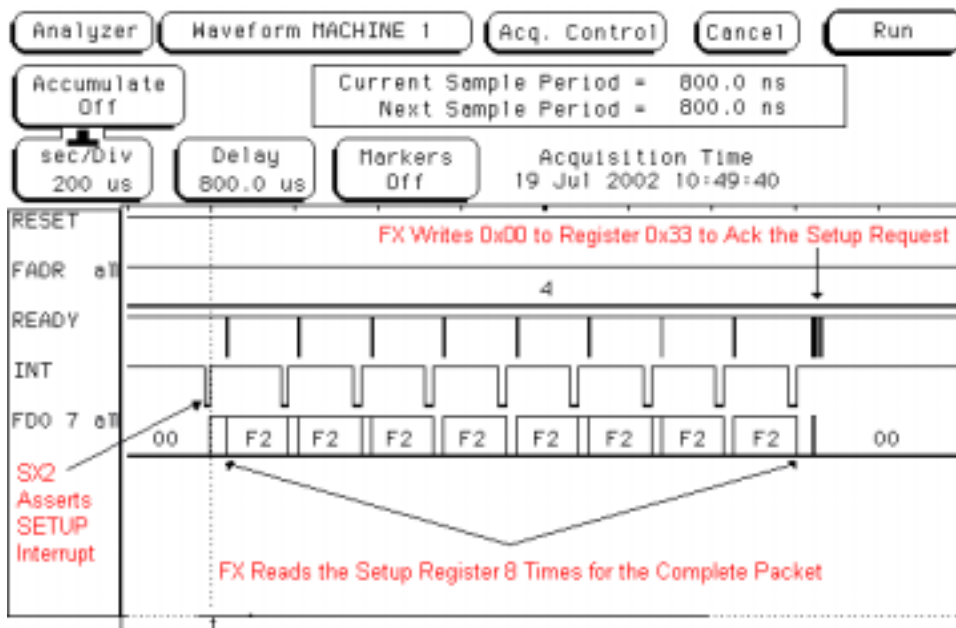 Analyzer Waveform MACHINE 1 Acq. Control Cancel Run
Accumulate
Off
Current Sample Period = 800.0 ns
Next Sample Period = 800.0 ns
sec/Div
200 us
Delay
800.0 us
Markers
Off
Acquisition Time
19 Jul 2002 10:49:40
RESET
FX Writes 0x00 to Register 0x33 to Ack the Setup Request
FADR all
4
READY
INT
FDO 7 all
00 F2 F2 F2 F2 F2 F2 F2 F2 00
SX2
Asserts
SETUP
Interrupt
FX Reads the Setup Register 8 Times for the Complete Packet